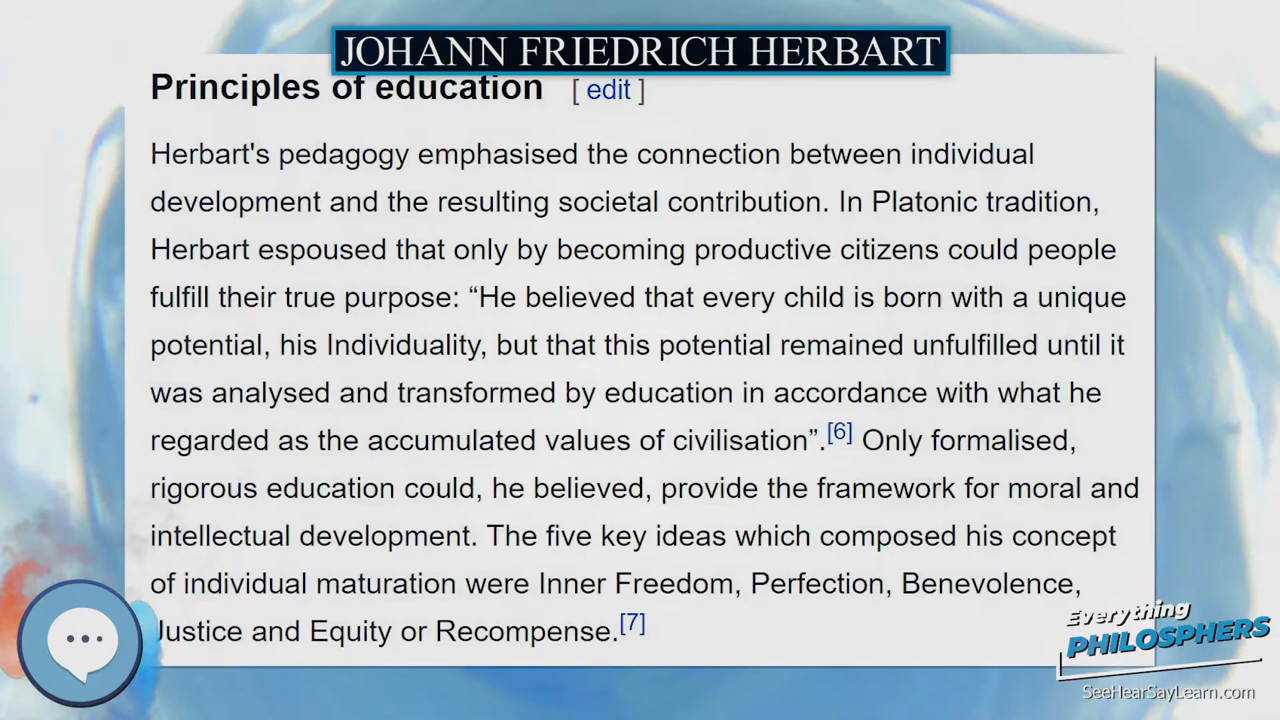 JOHANN FRIEDRICH HERBART
Principles of education [ edit ]
Herbart's pedagogy emphasised the connection between individual
development and the resulting societal contribution. In Platonic tradition,
Herbart espoused that only by becoming productive citizens could people
fulfill their true purpose: “He believed that every child is born with a unique
potential, his Individuality, but that this potential remained unfulfilled until it
was analysed and transformed by education in accordance with what he
regarded as the accumulated values of civilisation”.[6] Only formalised,
rigorous education could, he believed, provide the framework for moral and
intellectual development. The five key ideas which composed his concept
of individual maturation were Inner Freedom, Perfection, Benevolence,
Justice and Equity or Recompense.[7]
Everything
PHILOSPHERS
SeeHearSayLearn.com